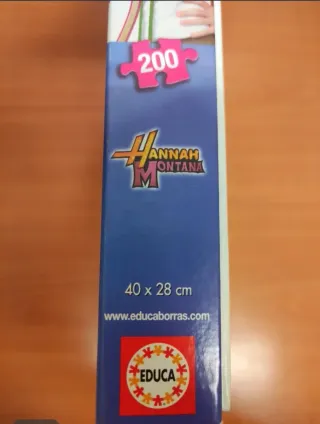 200
HANNAH
MONTANA
40 x 28 cm
www.educaborras.com
EDUCA